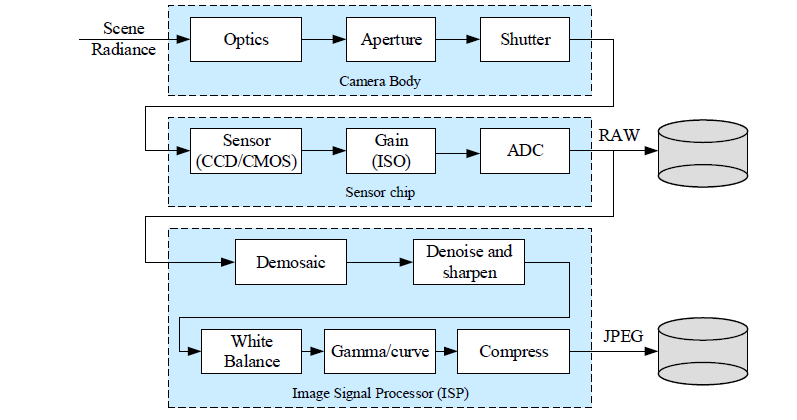 Scene
Radiance
Optics
Aperture
Shutter
Camera Body
Sensor
(CCD/CMOS)
Gain
(ISO)
ADC
RAW
Sensor chip
Demosaic
Denoise and
sharpen
White
Balance
Gamma/curve
Compress
JPEG
Image Signal Processor (ISP)